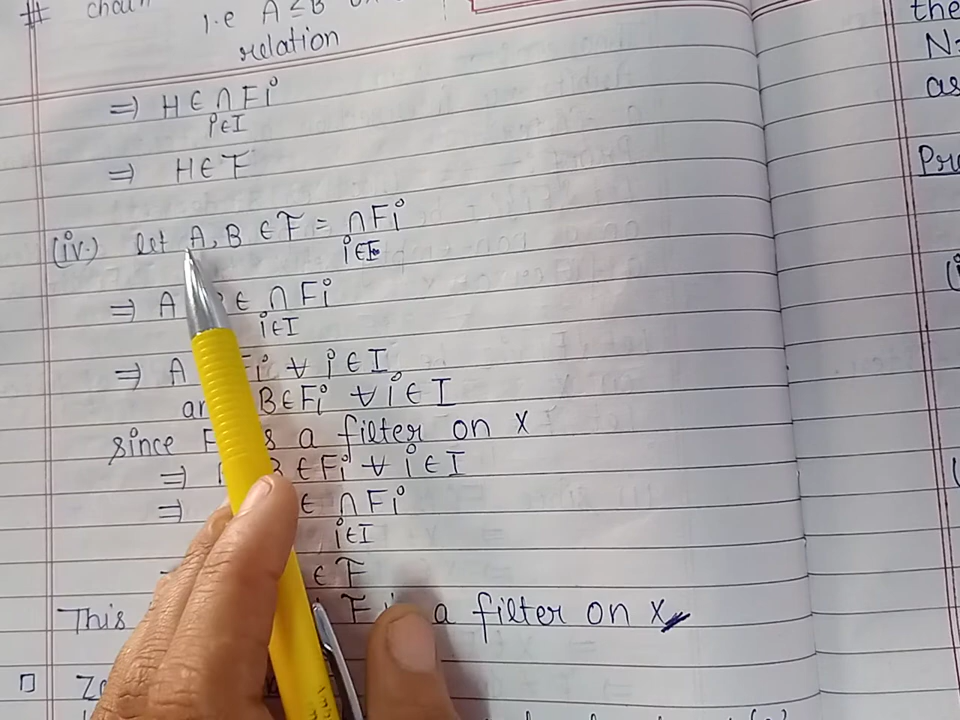 # chain
i.e A ≤ B
relation
⇒ H ∈ ∩ Fi
i∈I
⇒ H ∈ F
(iv.) let A, B ∈ F = ∩ Fi
i∈I
⇒ A B ∈ ∩ Fi
i∈I
⇒ A Fi ∀ i ∈ I
B ∈ Fi ∀ i ∈ I
since F a filter on X
⇒ B ∈ Fi ∀ i ∈ I
⇒ ∈ ∩ Fi
i∈I
∈ F
This F is a filter on X
the
N=
as